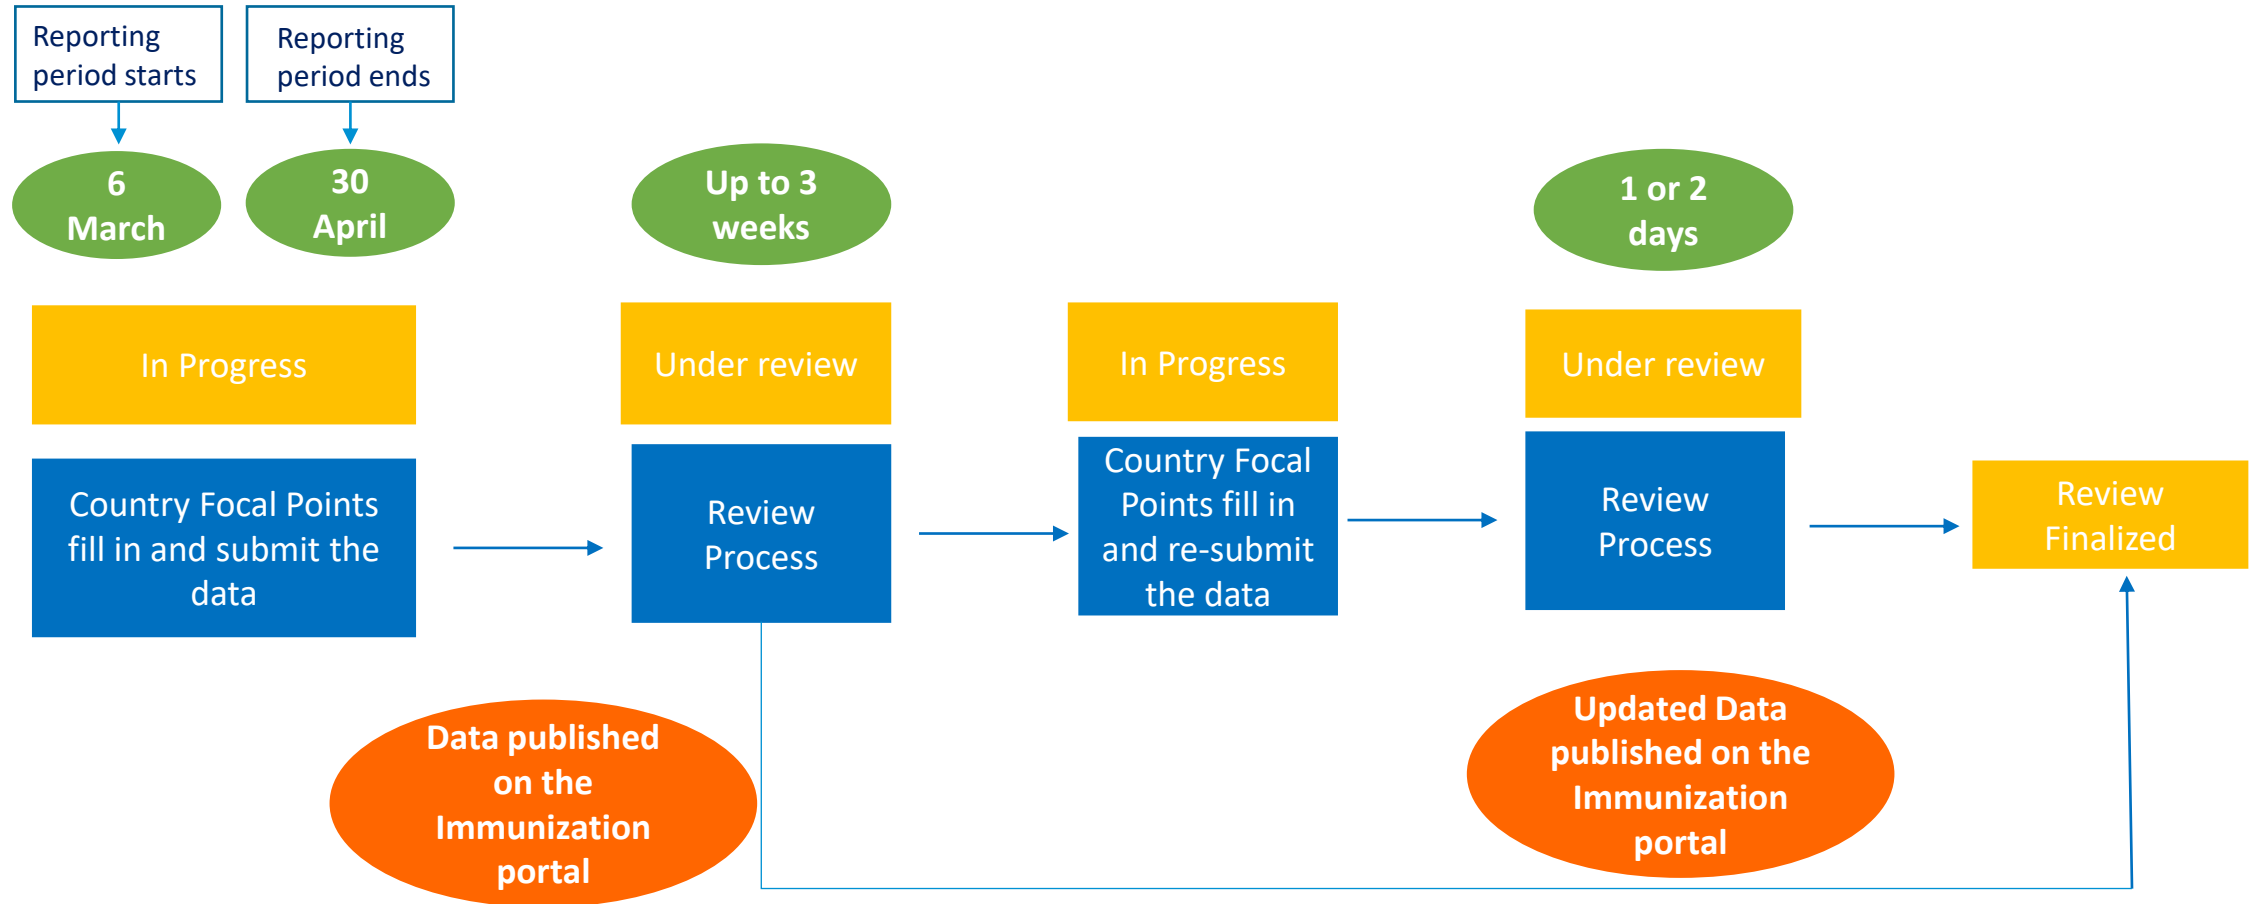 Reporting
period starts
Reporting
period ends
6
March
30
April
Up to 3
weeks
1 or 2
days
In Progress
Under review
In Progress
Under review
Country Focal Points
fill in and submit the
data
Review
Process
Country Focal
Points fill in
and re-submit
the data
Review
Process
Review
Finalized
Data published
on the
Immunization
portal
Updated Data
published on the
Immunization
portal